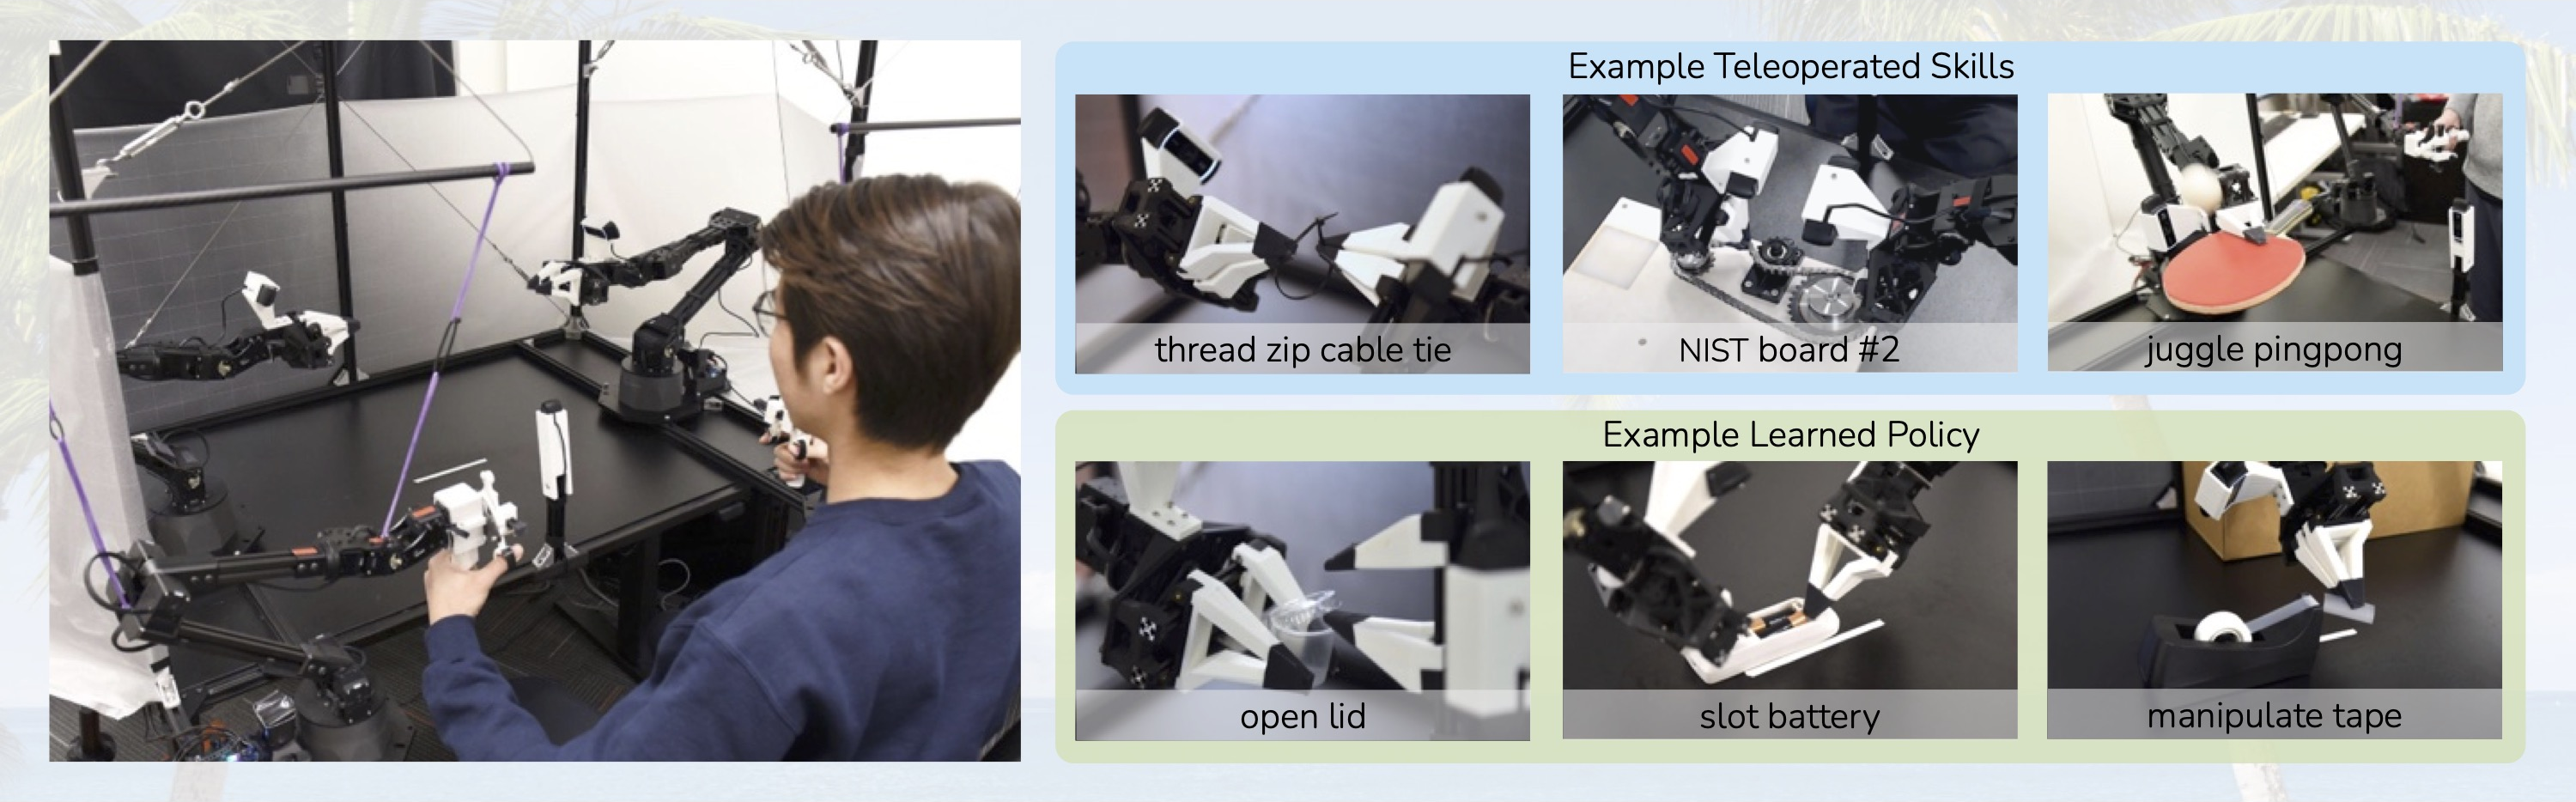 Example Teleoperated Skills
thread zip cable tie
NIST board #2
juggle pingpong
Example Learned Policy
open lid
slot battery
manipulate tape